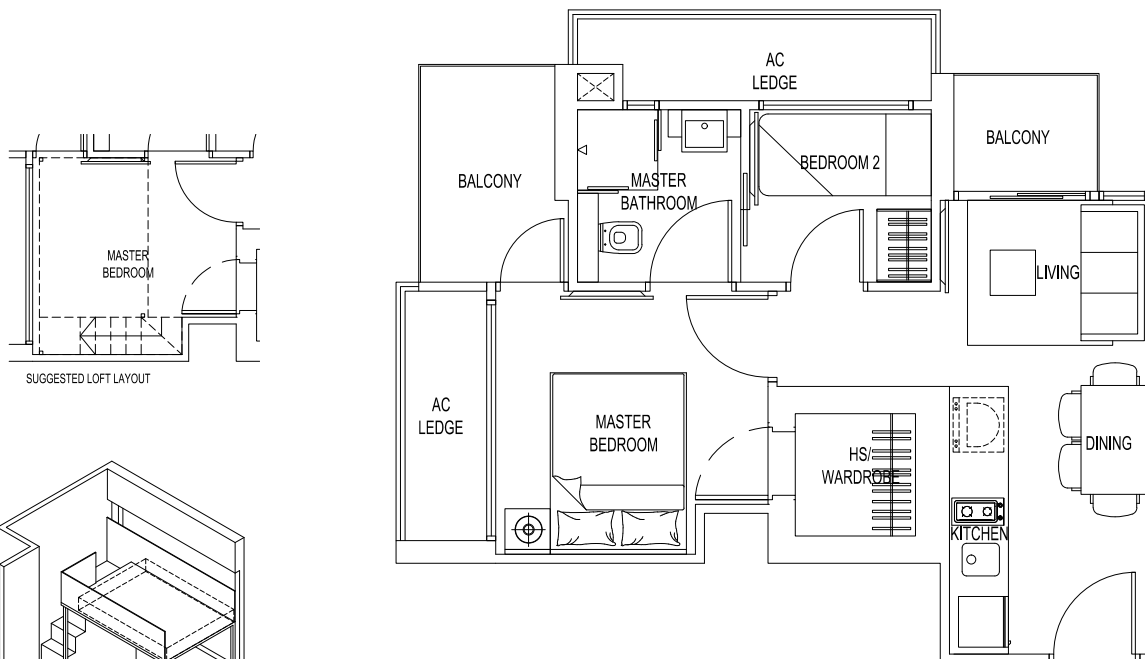 AC
LEDGE
BALCONY
BALCONY
BEDROOM 2
MASTER
BATHROOM
LIVING
MASTER
BEDROOM
SUGGESTED LOFT LAYOUT
AC
LEDGE
MASTER
BEDROOM
HS/
WARDROBE
DINING
KITCHEN